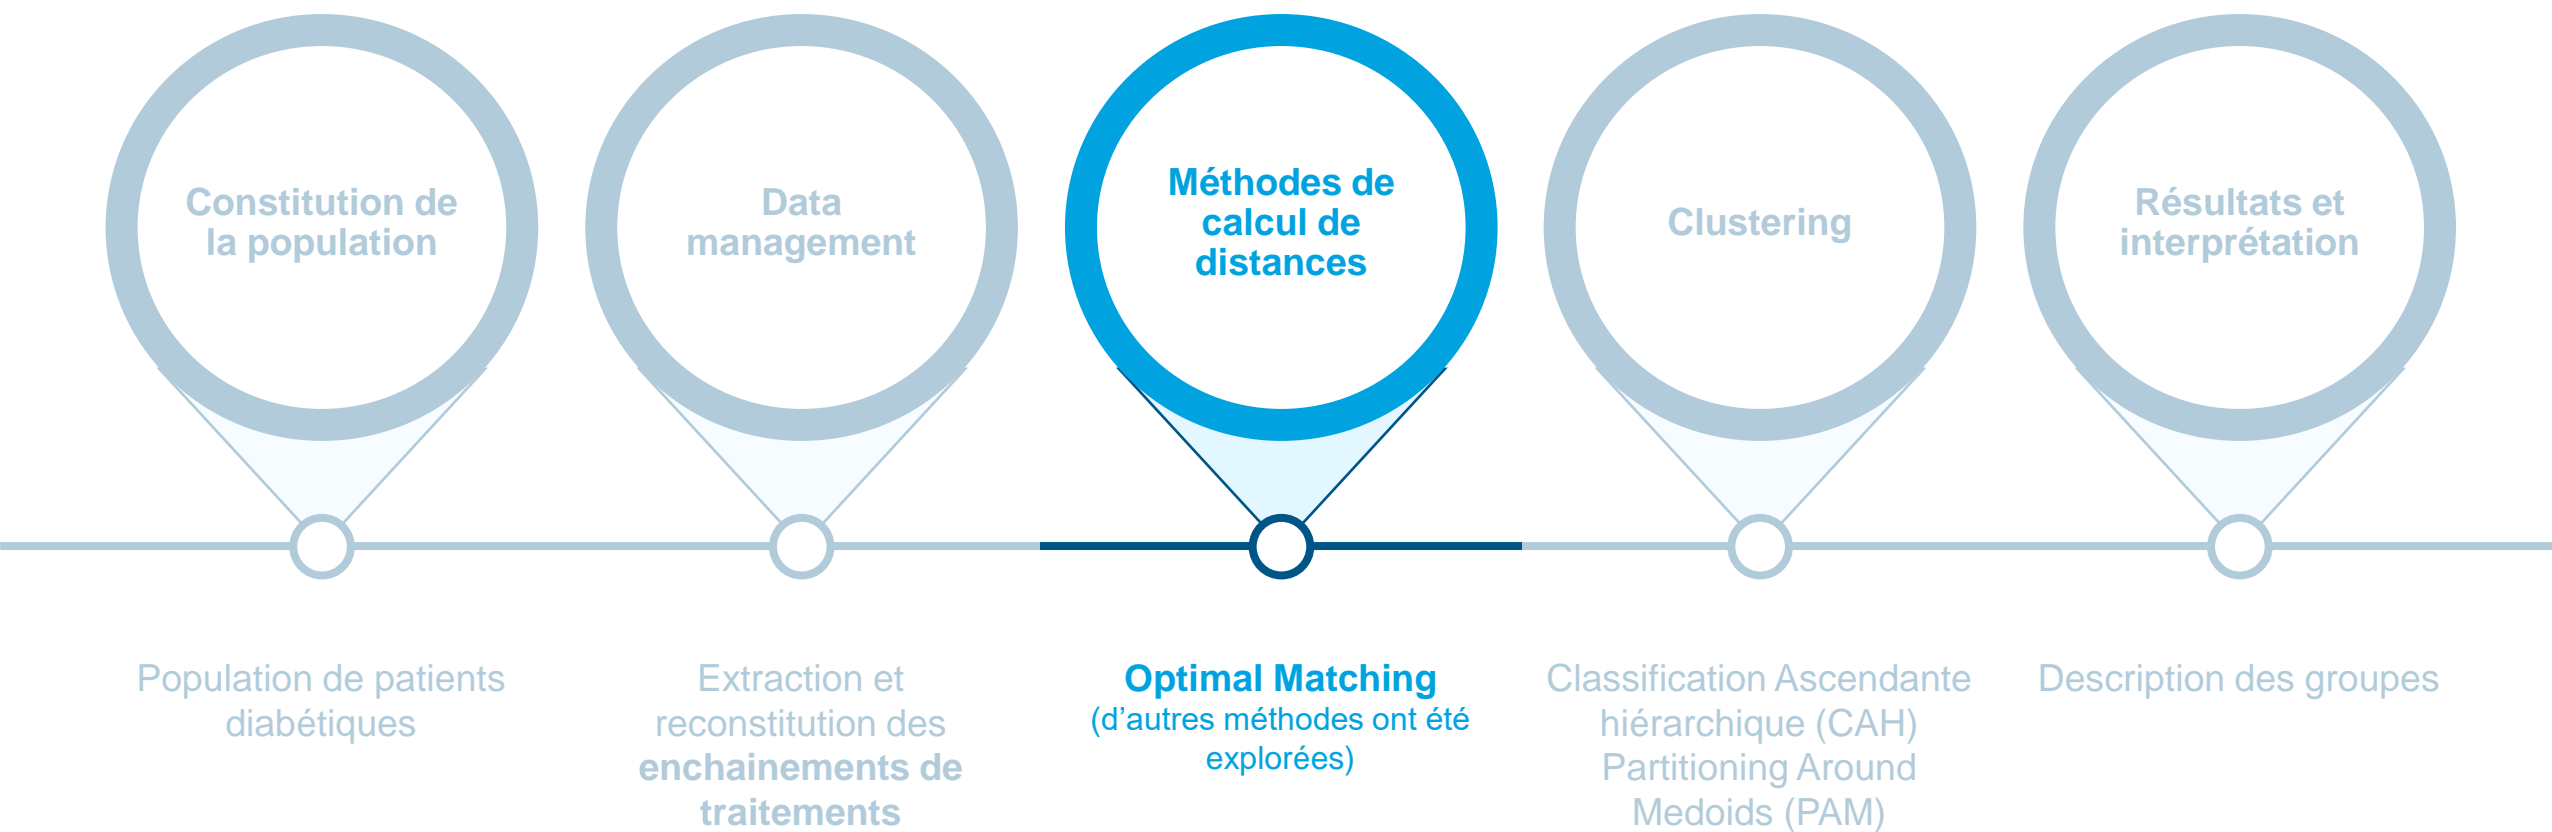 Constitution de
la population
Data
management
Méthodes de
calcul de
distances
Clustering
Résultats et
interprétation
Population de patients
diabétiques
Extraction et
reconstitution des
enchainements de
traitements
Optimal Matching
(d’autres méthodes ont été
explorées)
Classification Ascendante
hiérarchique (CAH)
Partitioning Around
Medoids (PAM)
Description des groupes